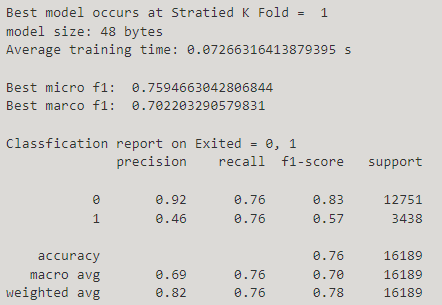 Best model occurs at Stratied K Fold =  1
model size: 48 bytes
Average training time: 0.07266316413879395 s
Best micro f1:  0.7594663042806844
Best marco f1:  0.702203290579831
Classfication report on Exited = 0, 1
precision    recall  f1-score   support
0       0.92      0.76      0.83     12751
1       0.46      0.76      0.57      3438
accuracy                           0.76     16189
macro avg       0.69      0.76      0.70     16189
weighted avg       0.82      0.76      0.78     16189